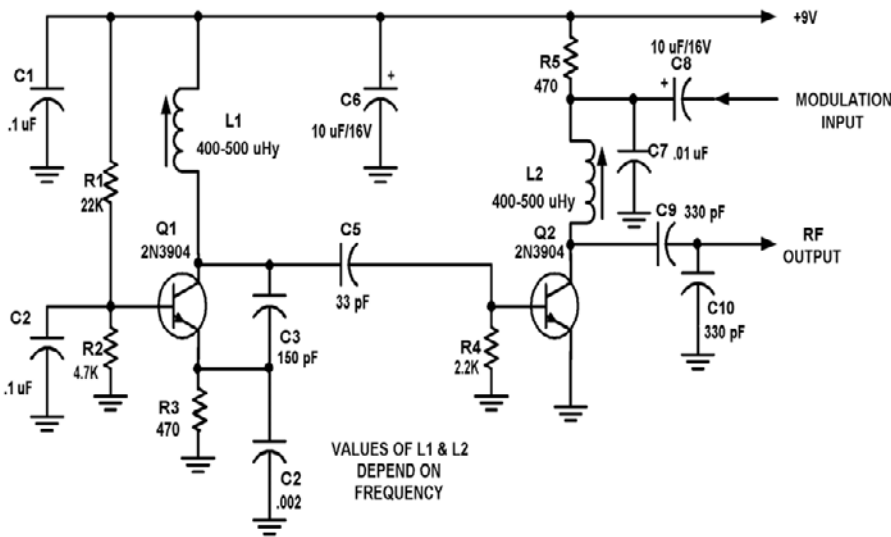 +9V
C1
.1 uF
L1
400-500 uHy
C6
+
10 uF/16V
R5
470
10 uF/16V
C8
+
MODULATION
INPUT
C7
.01 uF
R1
22K
L2
400-500 uHy
Q1
2N3904
C5
33 pF
Q2
2N3904
C9
330 pF
RF
OUTPUT
C2
.1 uF
R2
4.7K
C3
150 pF
R4
2.2K
C10
330 pF
R3
470
C2
.002
VALUES OF L1 & L2
DEPEND ON
FREQUENCY